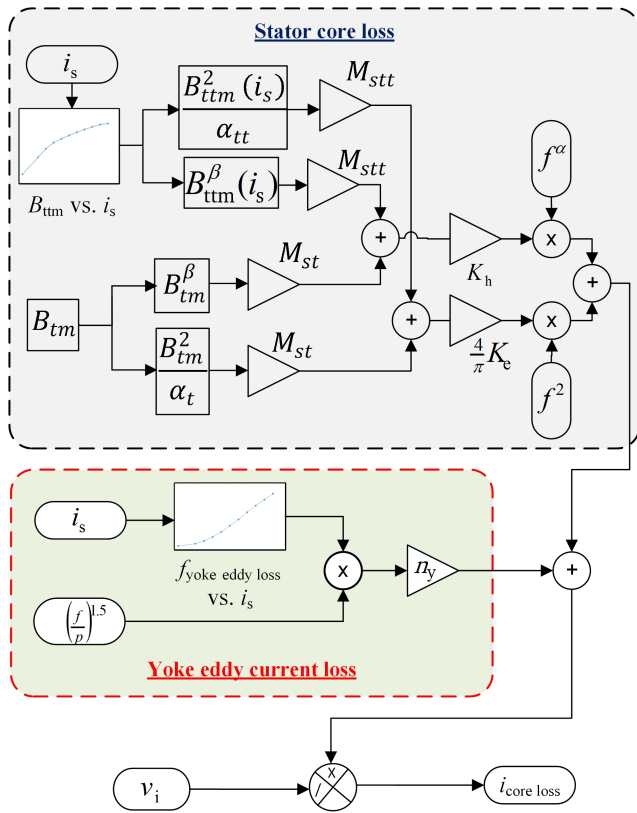 Stator core loss
i_s
B_ttm vs. i_s
B²_ttm(i_s)/α_tt
M_stt
B^β_ttm(i_s)
M_stt
f^α
+
K_h
x
B_tm
B^β_tm
M_st
+
B²_tm/α_t
M_st
+
4/π K_e
x
f²
i_s
f_yoke eddy loss
vs. i_s
x
n_y
+
(f/p)^1.5
Yoke eddy current loss
v_i
x
/
i_core loss